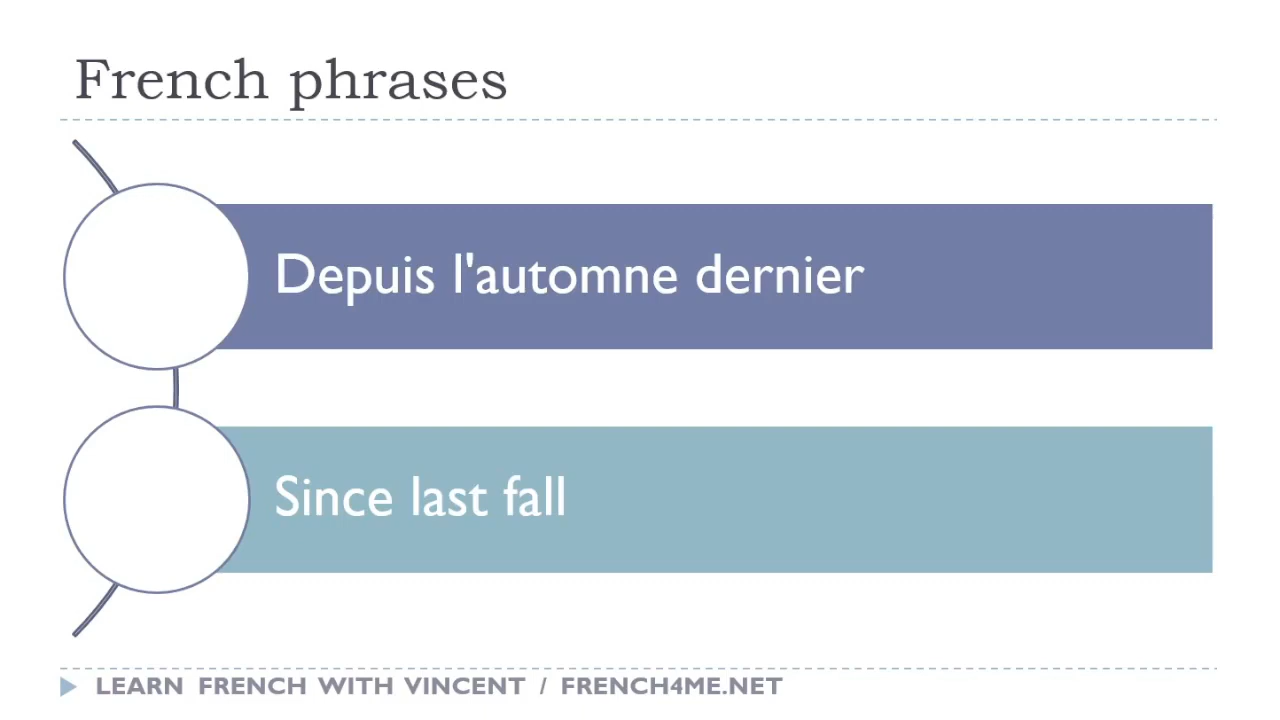 French phrases
Depuis l'automne dernier
Since last fall
LEARN FRENCH WITH VINCENT / FRENCH4ME.NET